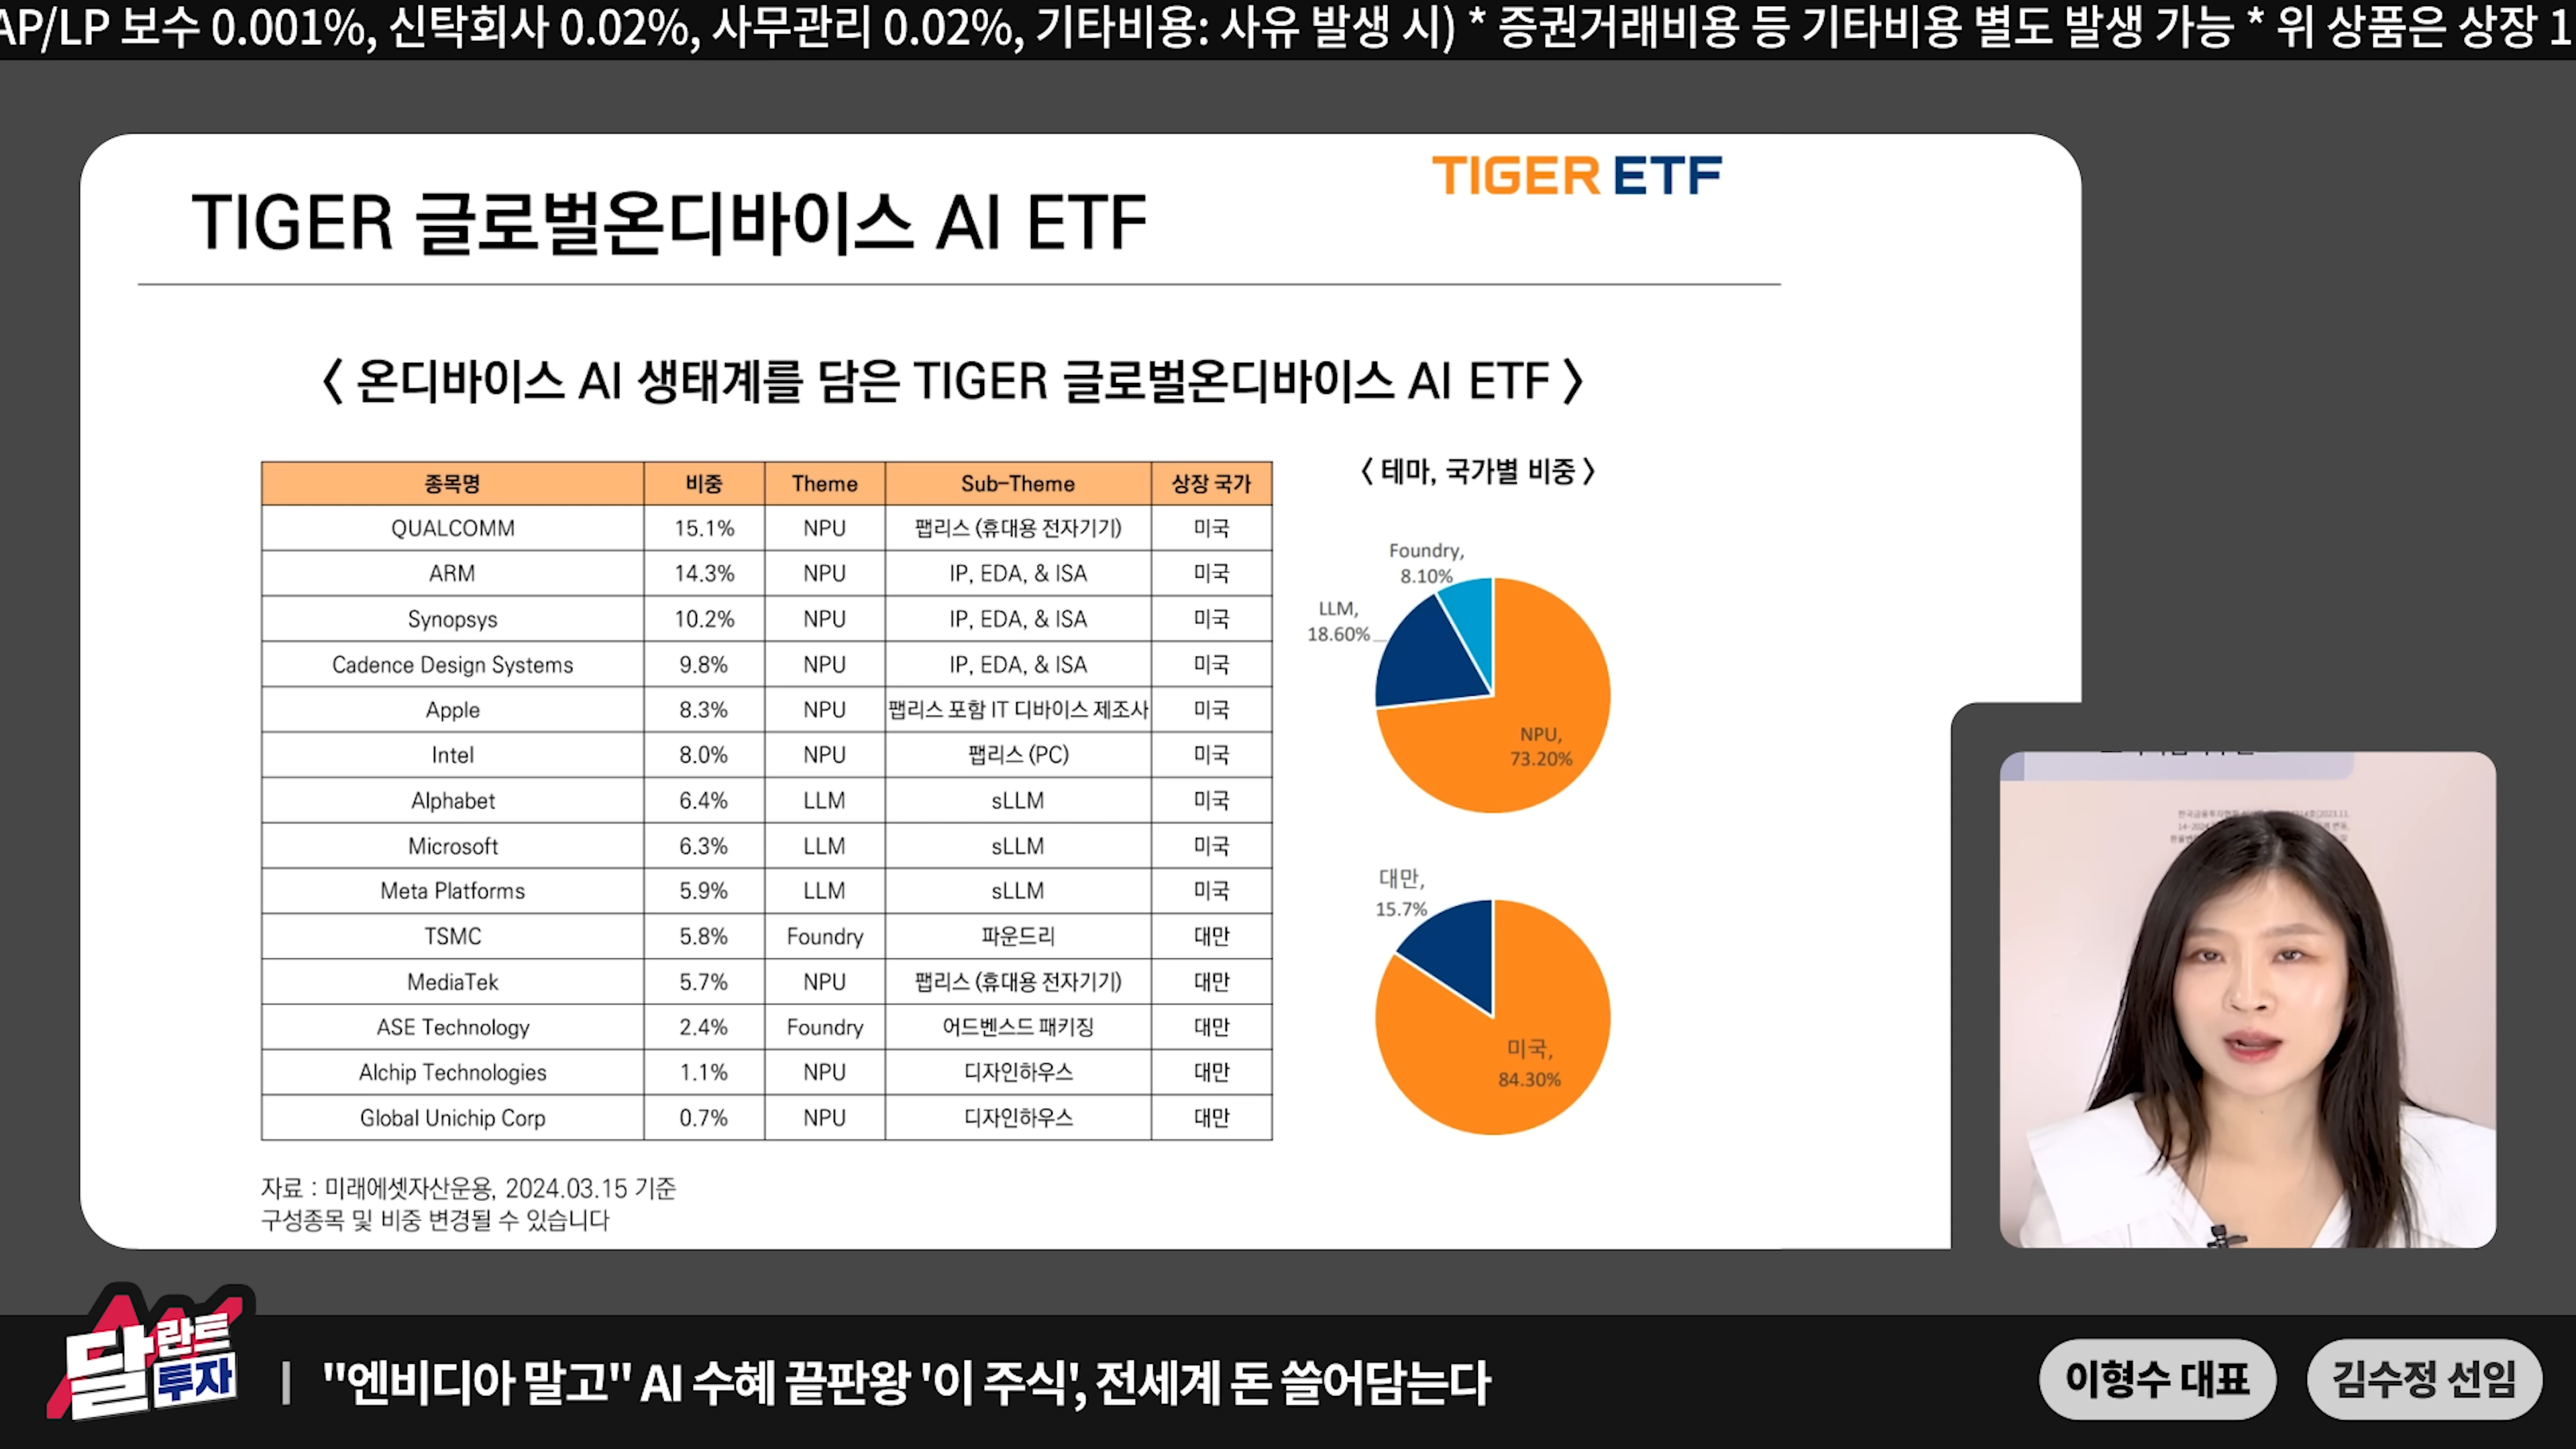 AP/LP 보수 0.001%, 신탁회사 0.02%, 사무관리 0.02%, 기타비용: 사유 발생 시) * 증권거래비용 등 기타비용 별도 발생 가능 * 위 상품은 상장 1
TIGER ETF
TIGER 글로벌온디바이스 AI ETF
〈 온디바이스 AI 생태계를 담은 TIGER 글로벌온디바이스 AI ETF 〉
종목명 비중 Theme Sub-Theme 상장 국가
QUALCOMM 15.1% NPU 팹리스 (휴대용 전자기기) 미국
ARM 14.3% NPU IP, EDA, & ISA 미국
Synopsys 10.2% NPU IP, EDA, & ISA 미국
Cadence Design Systems 9.8% NPU IP, EDA, & ISA 미국
Apple 8.3% NPU 팹리스 포함 IT 디바이스 제조사 미국
Intel 8.0% NPU 팹리스 (PC) 미국
Alphabet 6.4% LLM sLLM 미국
Microsoft 6.3% LLM sLLM 미국
Meta Platforms 5.9% LLM sLLM 미국
TSMC 5.8% Foundry 파운드리 대만
MediaTek 5.7% NPU 팹리스 (휴대용 전자기기) 대만
ASE Technology 2.4% Foundry 어드벤스드 패키징 대만
Alchip Technologies 1.1% NPU 디자인하우스 대만
Global Unichip Corp 0.7% NPU 디자인하우스 대만
〈 테마, 국가별 비중 〉
Foundry,
8.10%
LLM,
18.60%
NPU,
73.20%
대만,
15.7%
미국,
84.30%
자료 : 미래에셋자산운용, 2024.03.15 기준
구성종목 및 비중 변경될 수 있습니다
달란트
투자
"엔비디아 말고" AI 수혜 끝판왕 '이 주식', 전세계 돈 쓸어담는다
이형수 대표
김수정 선임